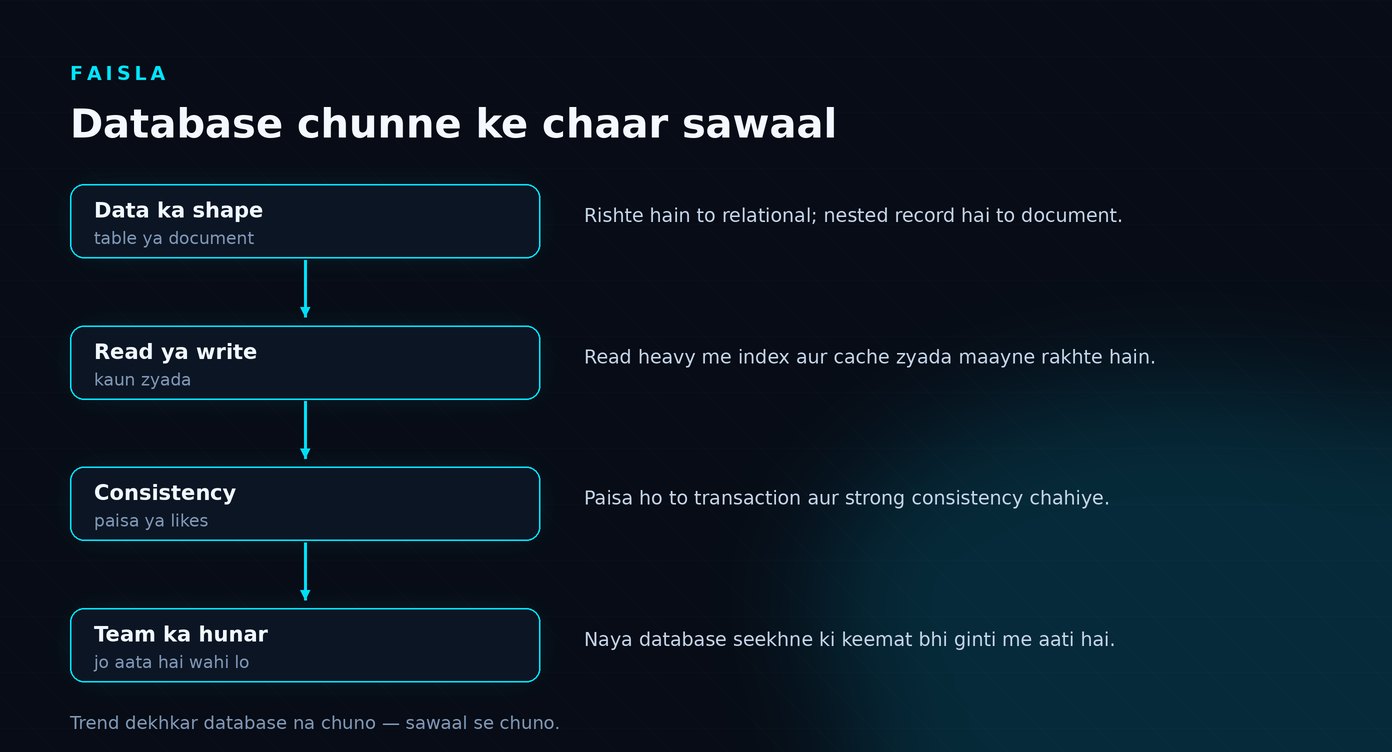 FAISLA
Database chunne ke chaar sawaal
Data ka shape
table ya document
Rishte hain to relational; nested record hai to document.
Read ya write
kaun zyada
Read heavy me index aur cache zyada maayne rakhte hain.
Consistency
paisa ya likes
Paisa ho to transaction aur strong consistency chahiye.
Team ka hunar
jo aata hai wahi lo
Naya database seekhne ki keemat bhi ginti me aati hai.
Trend dekhkar database na chuno — sawaal se chuno.